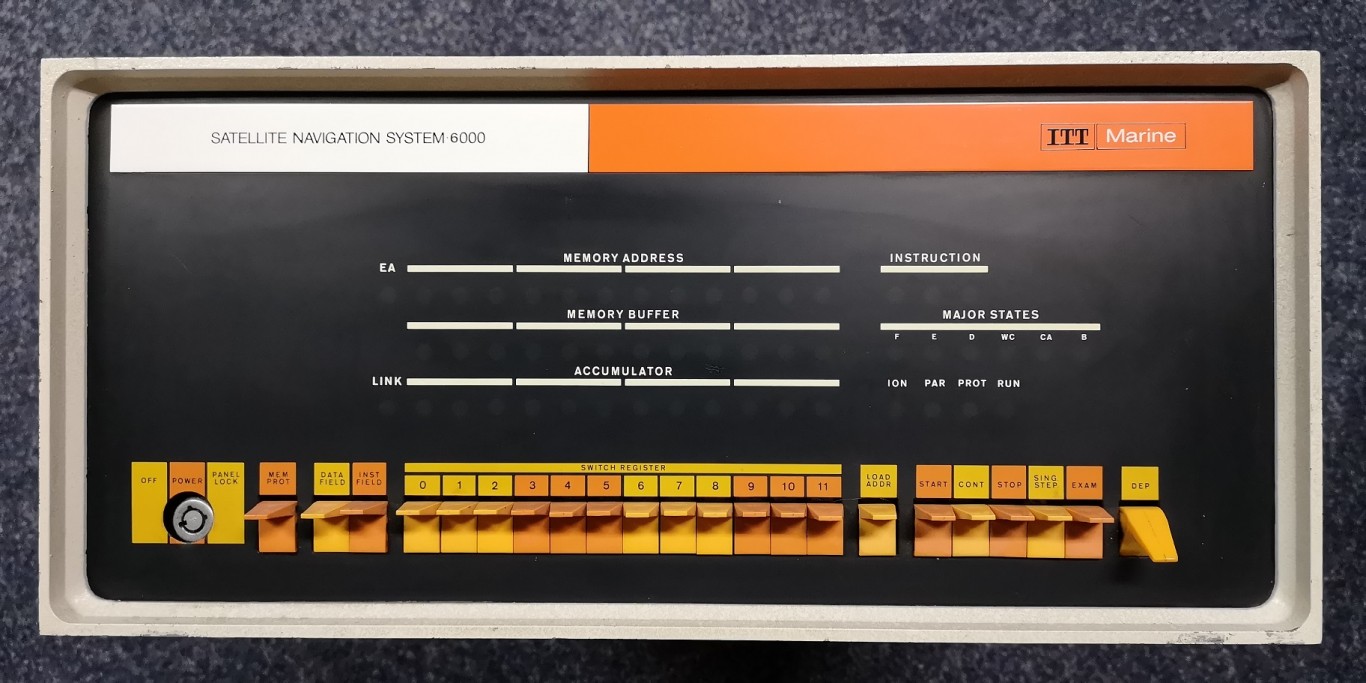 SATELLITE NAVIGATION SYSTEM·6000
ITT Marine
MEMORY ADDRESS
INSTRUCTION
EA
MEMORY BUFFER
MAJOR STATES
F E D WC CA B
ACCUMULATOR
LINK
ION PAR PROT RUN
OFF
POWER
PANEL
LOCK
MEM
PROT
DATA
FIELD
INST
FIELD
SWITCH REGISTER
0 1 2 3 4 5 6 7 8 9 10 11
LOAD
ADDR
START
CONT
STOP
SING
STEP
EXAM
DEP